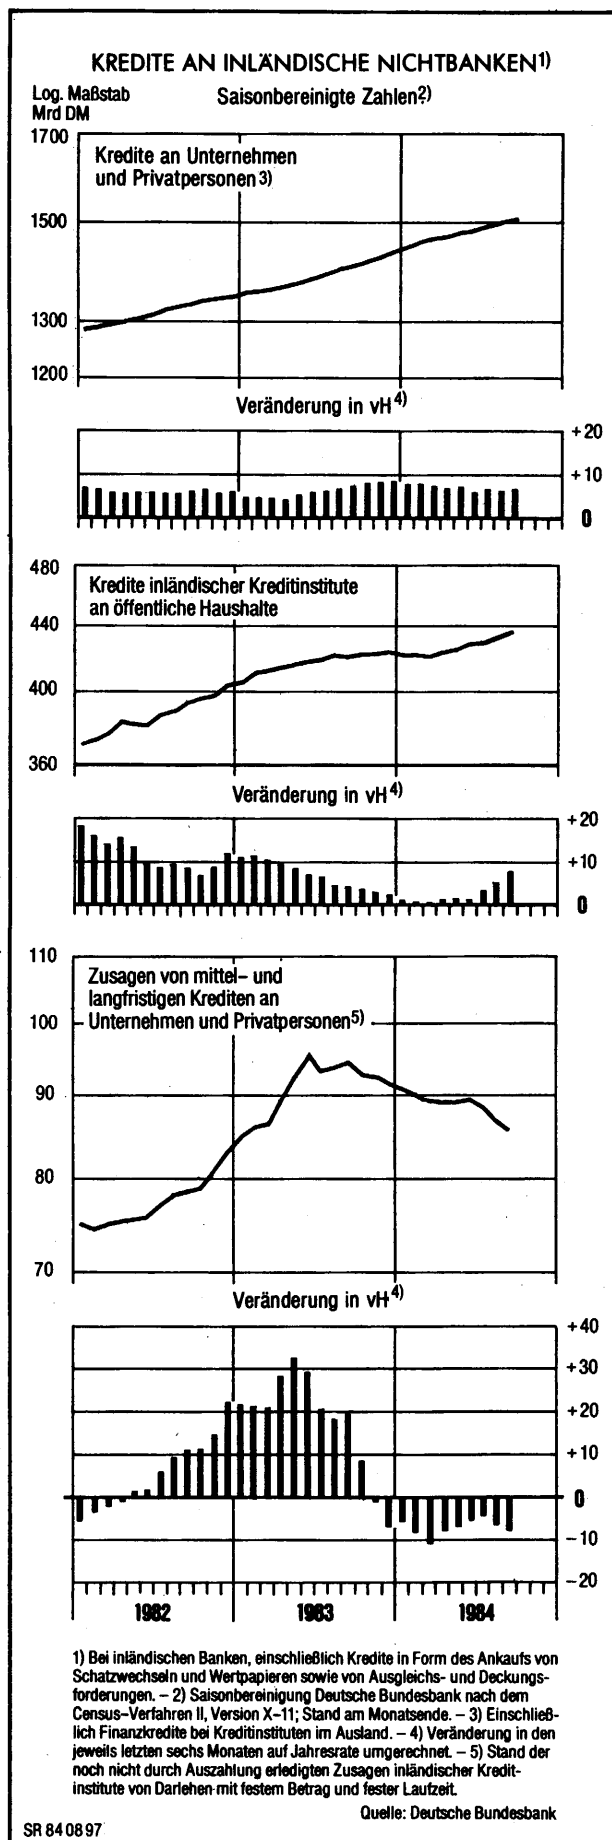 KREDITE AN INLÄNDISCHE NICHTBANKEN1)
Log. Maßstab
Mrd DM
Saisonbereinigte Zahlen2)
1700
Kredite an Unternehmen
und Privatpersonen3)
1500
1300
1200
Veränderung in vH4)
+20
+10
0
480
Kredite inländischer Kreditinstitute
an öffentliche Haushalte
440
400
360
Veränderung in vH4)
+20
+10
0
110
Zusagen von mittel- und
langfristigen Krediten an
100
Unternehmen und Privatpersonen5)
90
80
70
Veränderung in vH4)
+40
+30
+20
+10
0
-10
-20
1982 1983 1984
1) Bei inländischen Banken, einschließlich Kredite in Form des Ankaufs von
Schatzwechseln und Wertpapieren sowie von Ausgleichs- und Deckungs-
forderungen. – 2) Saisonbereinigung Deutsche Bundesbank nach dem
Census-Verfahren II, Version X-11; Stand am Monatsende. – 3) Einschließ-
lich Finanzkredite bei Kreditinstituten im Ausland. – 4) Veränderung in den
jeweils letzten sechs Monaten auf Jahresrate umgerechnet. – 5) Stand der
noch nicht durch Auszahlung erledigten Zusagen inländischer Kredit-
institute von Darlehen mit festem Betrag und fester Laufzeit.
Quelle: Deutsche Bundesbank
SR 84 08 97